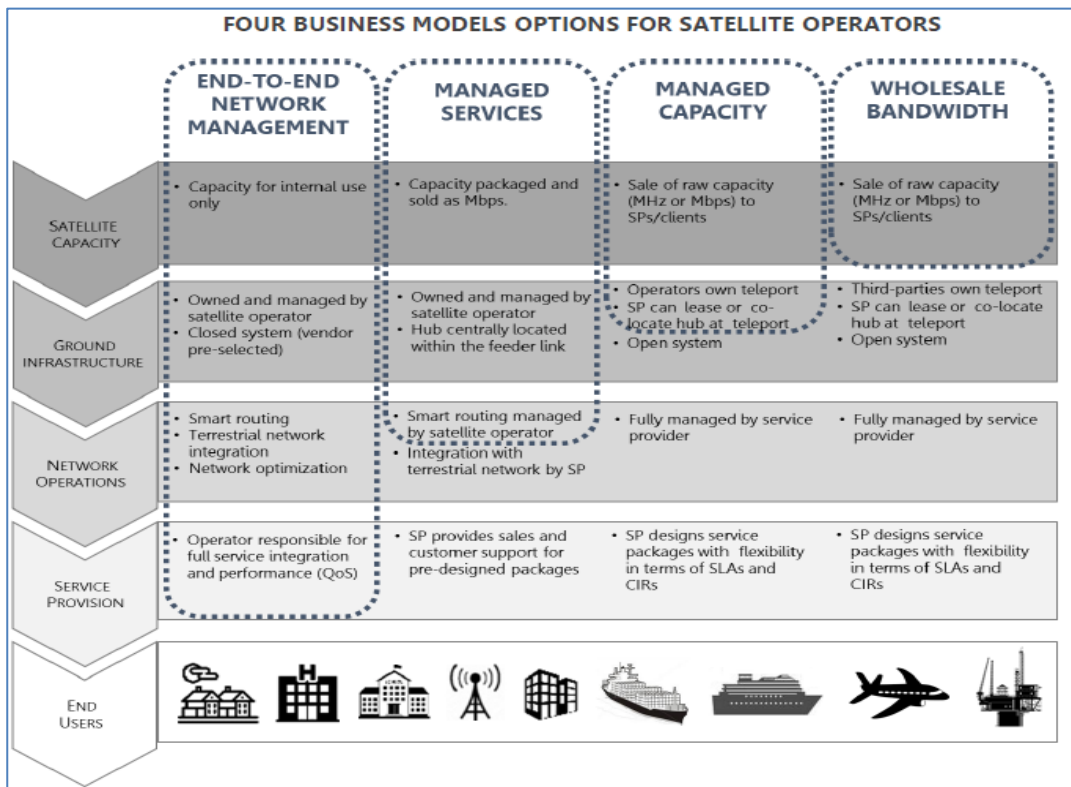 FOUR BUSINESS MODELS OPTIONS FOR SATELLITE OPERATORS
END-TO-END
NETWORK
MANAGEMENT
MANAGED
SERVICES
MANAGED
CAPACITY
WHOLESALE
BANDWIDTH
SATELLITE
CAPACITY
• Capacity for internal use
only
• Capacity packaged and
sold as Mbps.
• Sale of raw capacity
(MHz or Mbps) to
SPs/clients
• Sale of raw capacity
(MHz or Mbps) to
SPs/clients
GROUND
INFRASTRUCTURE
• Owned and managed by
satellite operator
• Closed system (vendor
pre-selected)
• Owned and managed by
satellite operator
• Hub centrally located
within the feeder link
• Operators own teleport
• SP can lease or co-
locate hub at teleport
• Open system
• Third-parties own teleport
• SP can lease or co-locate
hub at teleport
• Open system
NETWORK
OPERATIONS
• Smart routing
• Terrestrial network
integration
• Network optimization
• Smart routing managed
by satellite operator
• Integration with
terrestrial network by SP
• Fully managed by service
provider
• Fully managed by service
provider
SERVICE
PROVISION
• Operator responsible for
full service integration
and performance (QoS)
• SP provides sales and
customer support for
pre-designed packages
• SP designs service
packages with flexibility
in terms of SLAs and
CIRs
• SP designs service
packages with flexibility
in terms of SLAs and
CIRs
END
USERS
H